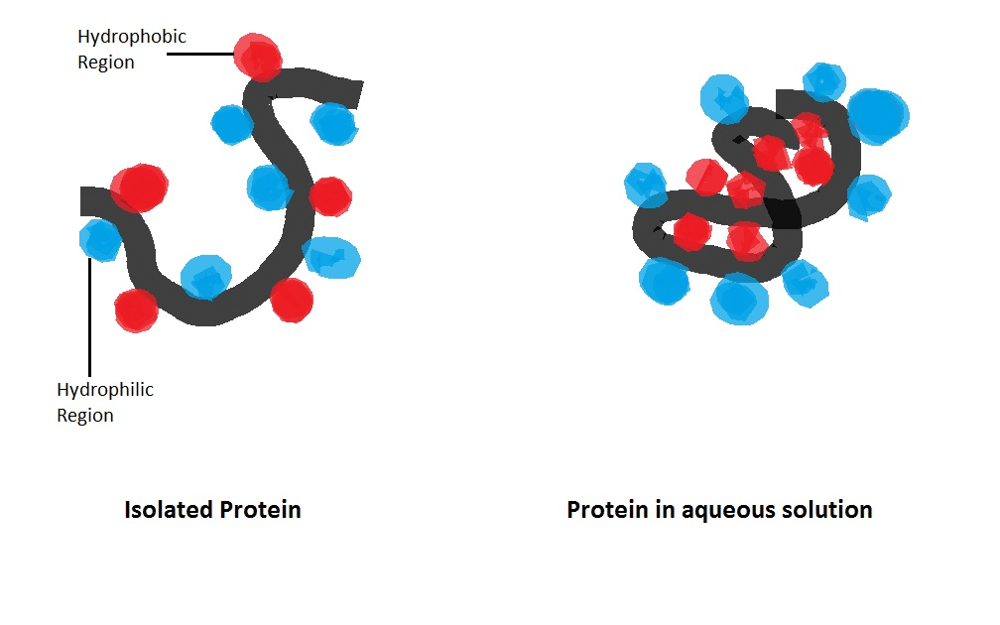 Hydrophobic
Region
Hydrophilic
Region
Isolated Protein
Protein in aqueous solution